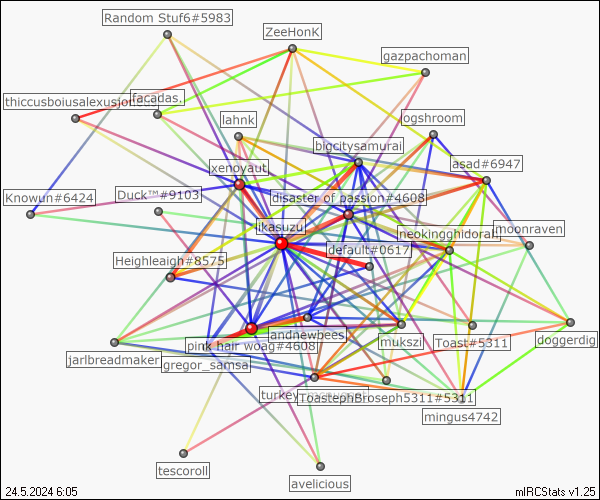 Random Stuf6#5983
ZeeHonK
gazpachoman
thiccusboiusalexusjo
facadas.
lahnk
ogshroom
bigcitysamurai
asad#6947
xenoyaut
Knowun#6424
Duck™#9103
disaster of passion#4608
ikasuzu
neokingghidorah
moonraven
default#0617
Heighleaigh#8575
andnewbees
mukszi
Toast#5311
doggerdig
pink hair woag#4608
jarlbreadmaker
gregor_samsa
turkey
ToastephBroseph5311#5311
mingus4742
tescoroll
avelicious
24.5.2024 6:05
mIRCStats v1.25